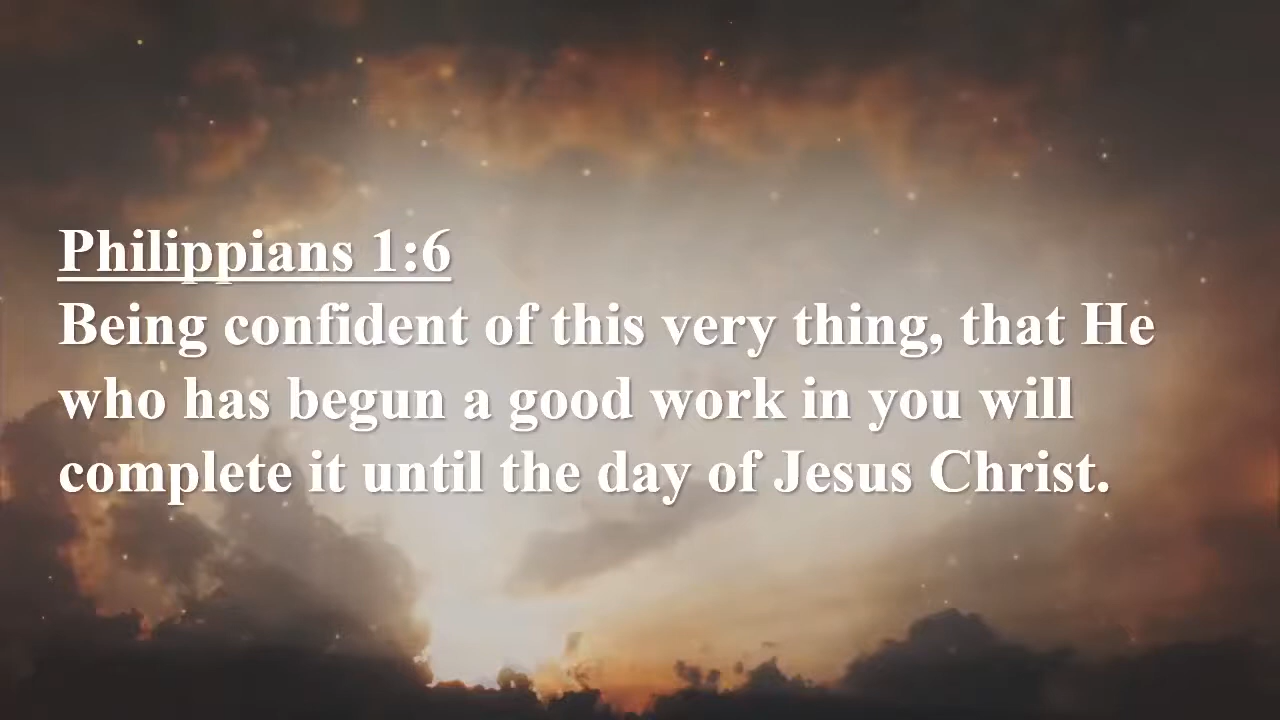 Philippians 1:6
Being confident of this very thing, that He
who has begun a good work in you will
complete it until the day of Jesus Christ.